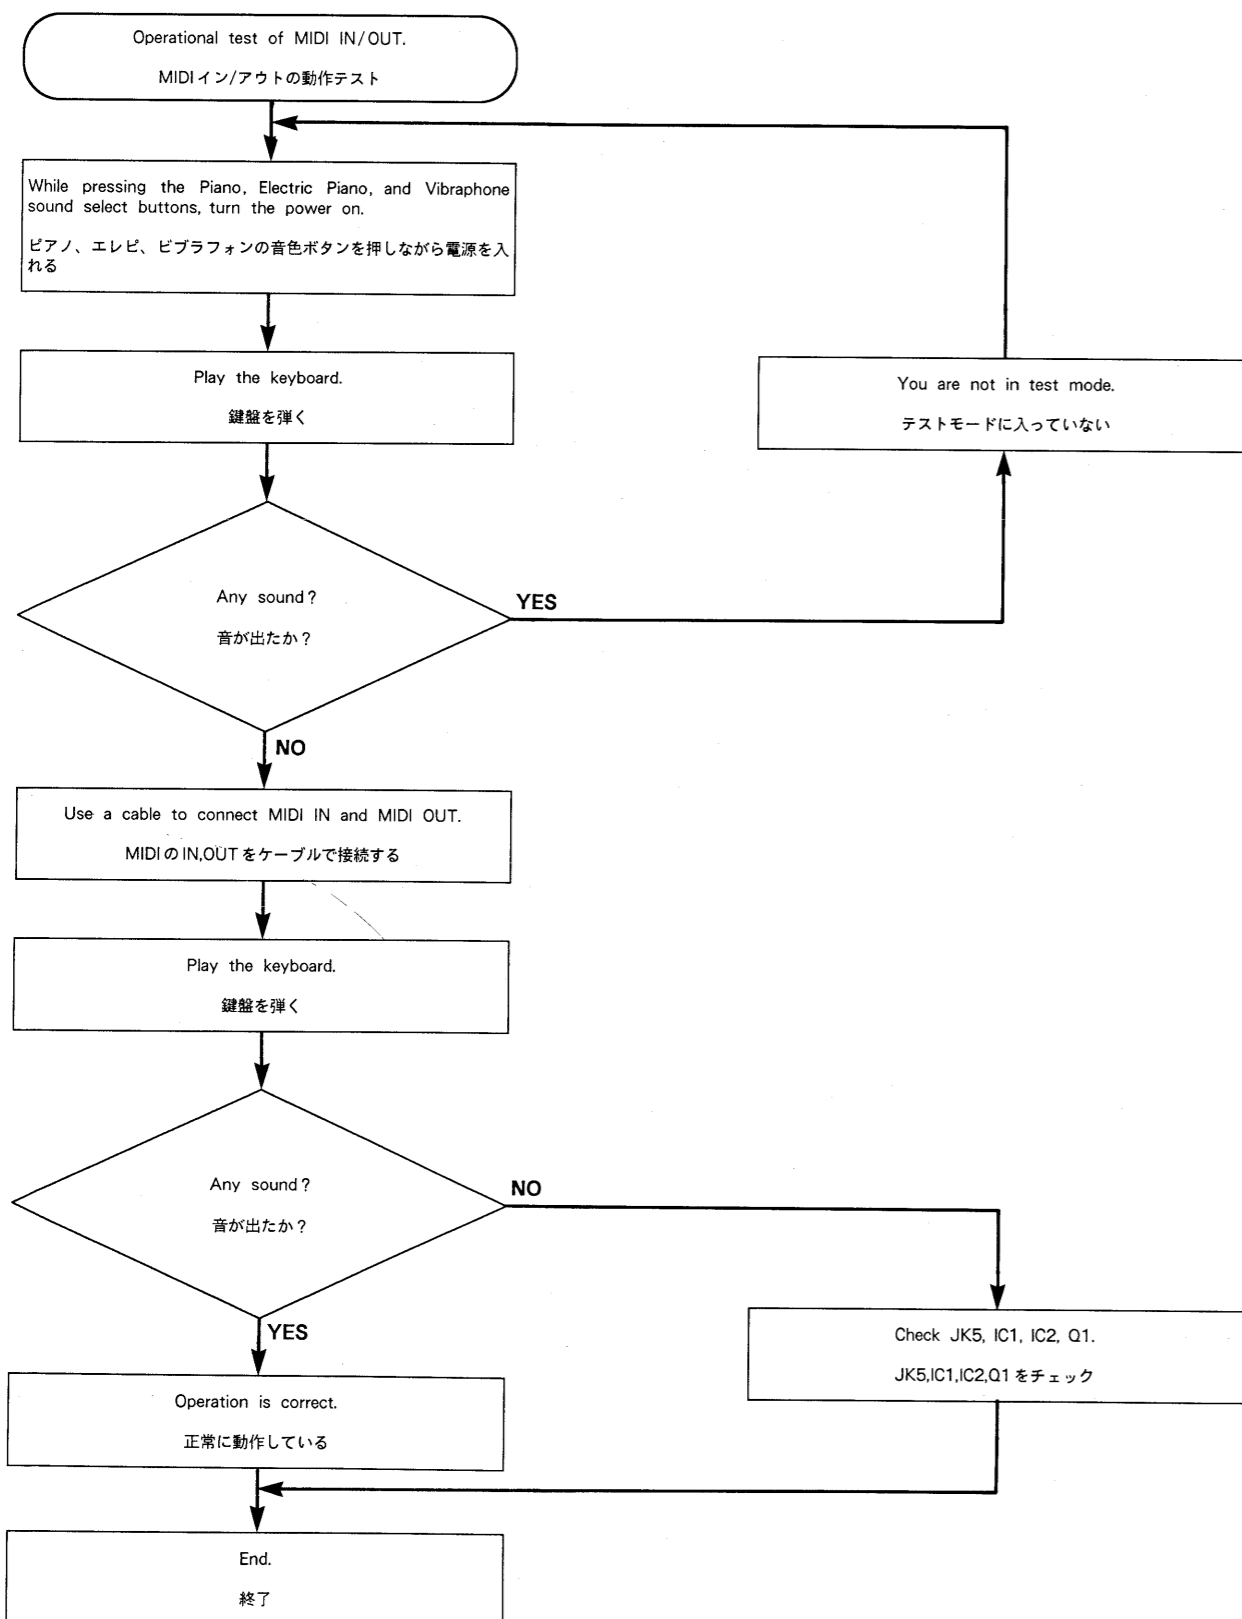 Operational test of MIDI IN/OUT.
MIDIイン/アウトの動作テスト
While pressing the Piano, Electric Piano, and Vibraphone
sound select buttons, turn the power on.
ピアノ、エレピ、ビブラフォンの音色ボタンを押しながら電源を入
れる
Play the keyboard.
鍵盤を弾く
You are not in test mode.
テストモードに入っていない
Any sound?
音が出たか?
YES
NO
Use a cable to connect MIDI IN and MIDI OUT.
MIDIのIN,OUTをケーブルで接続する
Play the keyboard.
鍵盤を弾く
Any sound?
音が出たか?
NO
YES
Check JK5, IC1, IC2, Q1.
JK5,IC1,IC2,Q1をチェック
Operation is correct.
正常に動作している
End.
終了